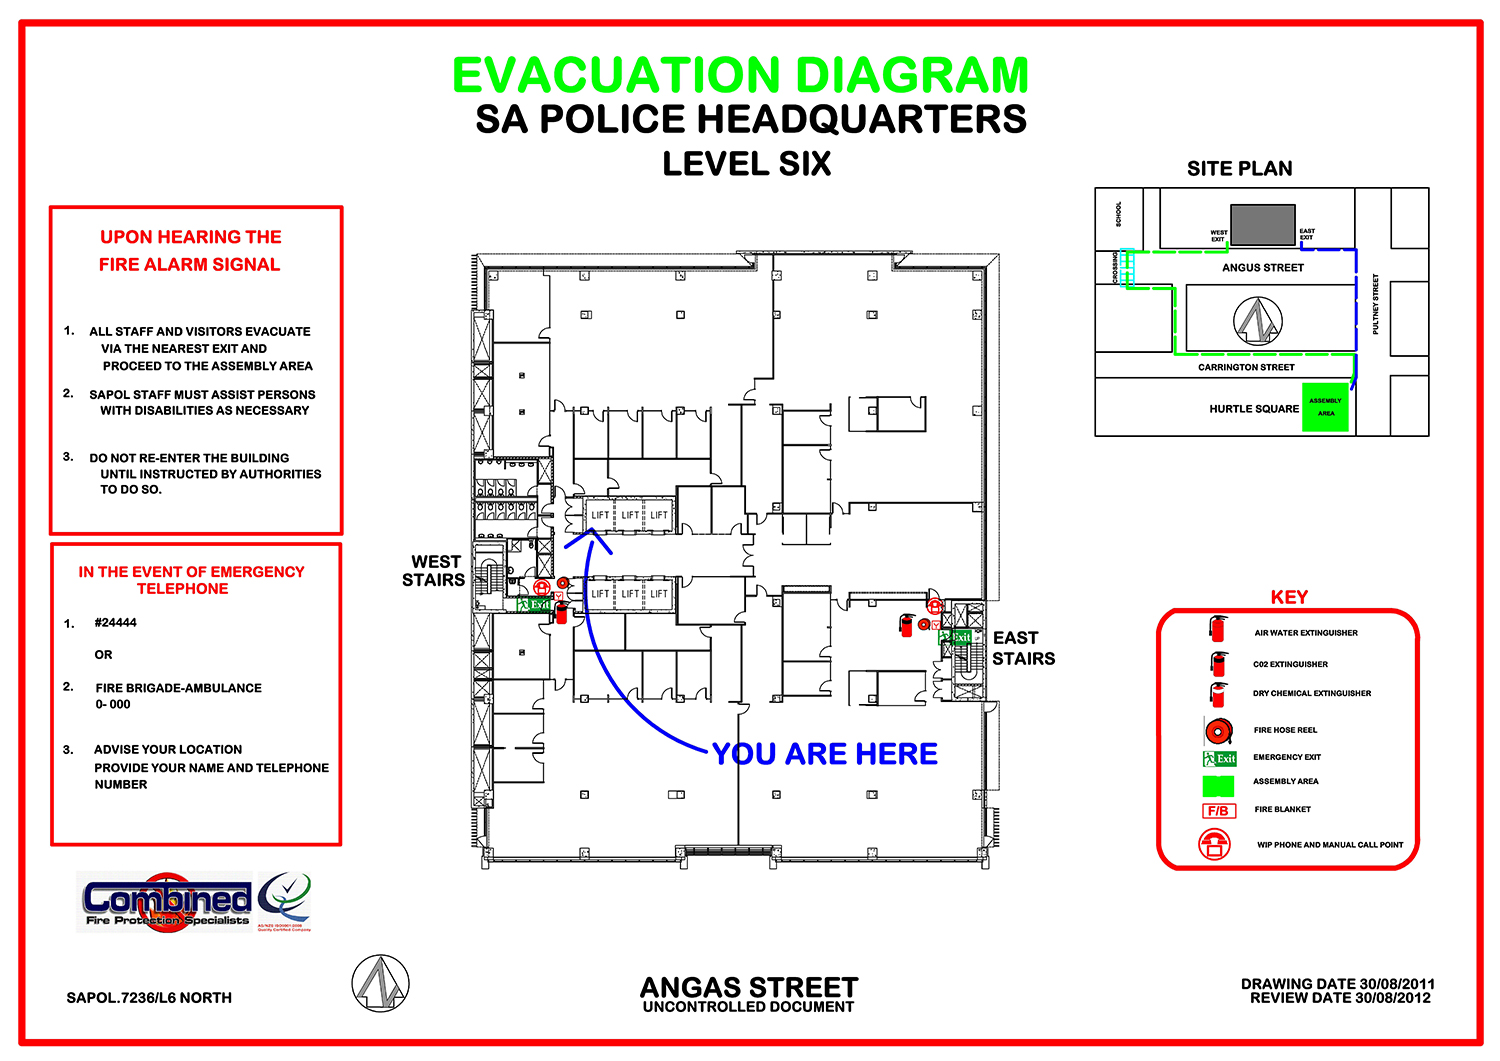 EVACUATION DIAGRAM
SA POLICE HEADQUARTERS
LEVEL SIX
UPON HEARING THE
FIRE ALARM SIGNAL
1. ALL STAFF AND VISITORS EVACUATE
VIA THE NEAREST EXIT AND
PROCEED TO THE ASSEMBLY AREA
2. SAPOL STAFF MUST ASSIST PERSONS
WITH DISABILITIES AS NECESSARY
3. DO NOT RE-ENTER THE BUILDING
UNTIL INSTRUCTED BY AUTHORITIES
TO DO SO.
IN THE EVENT OF EMERGENCY
TELEPHONE
1. #24444
OR
2. FIRE BRIGADE-AMBULANCE
0- 000
3. ADVISE YOUR LOCATION
PROVIDE YOUR NAME AND TELEPHONE
NUMBER
Combined
Fire Protection Specialists
AS/NZS ISO9001:2008
Quality Certified Company
SAPOL.7236/L6 NORTH
LIFT LIFT LIFT
WEST
STAIRS
LIFT LIFT LIFT
Exit
Exit
EAST
STAIRS
YOU ARE HERE
ANGAS STREET
UNCONTROLLED DOCUMENT
SITE PLAN
SCHOOL
WEST
EXIT
EAST
EXIT
CROSSING
ANGUS STREET
PULTNEY STREET
CARRINGTON STREET
HURTLE SQUARE
ASSEMBLY
AREA
KEY
AIR WATER EXTINGUISHER
C02 EXTINGUISHER
DRY CHEMICAL EXTINGUISHER
FIRE HOSE REEL
Exit EMERGENCY EXIT
ASSEMBLY AREA
F/B FIRE BLANKET
WIP PHONE AND MANUAL CALL POINT
DRAWING DATE 30/08/2011
REVIEW DATE 30/08/2012